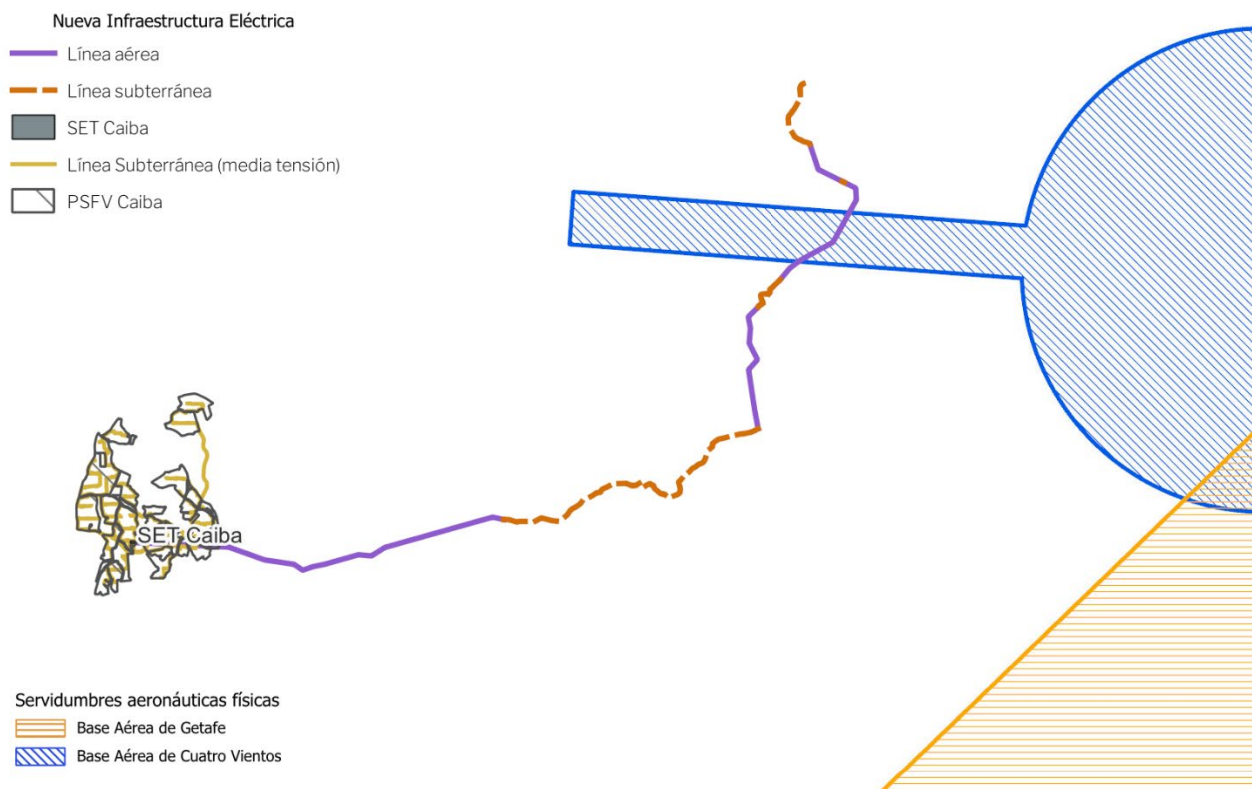 Nueva Infraestructura Eléctrica
Línea aérea
Línea subterránea
SET Caiba
Línea Subterránea (media tensión)
PSFV Caiba
SET Caiba
Servidumbres aeronáuticas físicas
Base Aérea de Getafe
Base Aérea de Cuatro Vientos